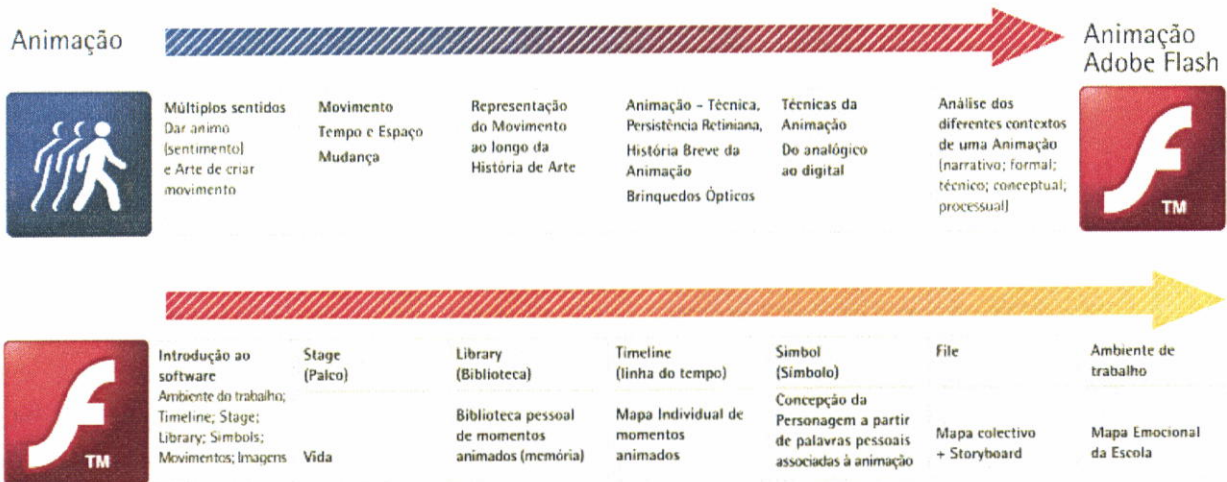 Animação
Animação
Adobe Flash
Múltiplos sentidos
Dar animo
(sentimento)
e Arte de criar
movimento
Movimento
Tempo e Espaço
Mudança
Representação
do Movimento
ao longo da
História de Arte
Animação – Técnica,
Persistência Retiniana,
História Breve da
Animação
Brinquedos Ópticos
Técnicas da
Animação
Do analógico
ao digital
Análise dos
diferentes contextos
de uma Animação
(narrativo; formal;
técnico; conceptual;
processual)
TM
TM
Introdução ao
software
Ambiente do trabalho;
Timeline; Stage;
Library; Simbols;
Movimentos; Imagens
Stage
(Palco)
Vida
Library
(Biblioteca)
Biblioteca pessoal
de momentos
animados (memória)
Timeline
(linha do tempo)
Mapa Individual de
momentos
animados
Simbol
(Símbolo)
Concepção da
Personagem a partir
de palavras pessoais
associadas à animação
File
Mapa colectivo
+ Storyboard
Ambiente de
trabalho
Mapa Emocional
da Escola